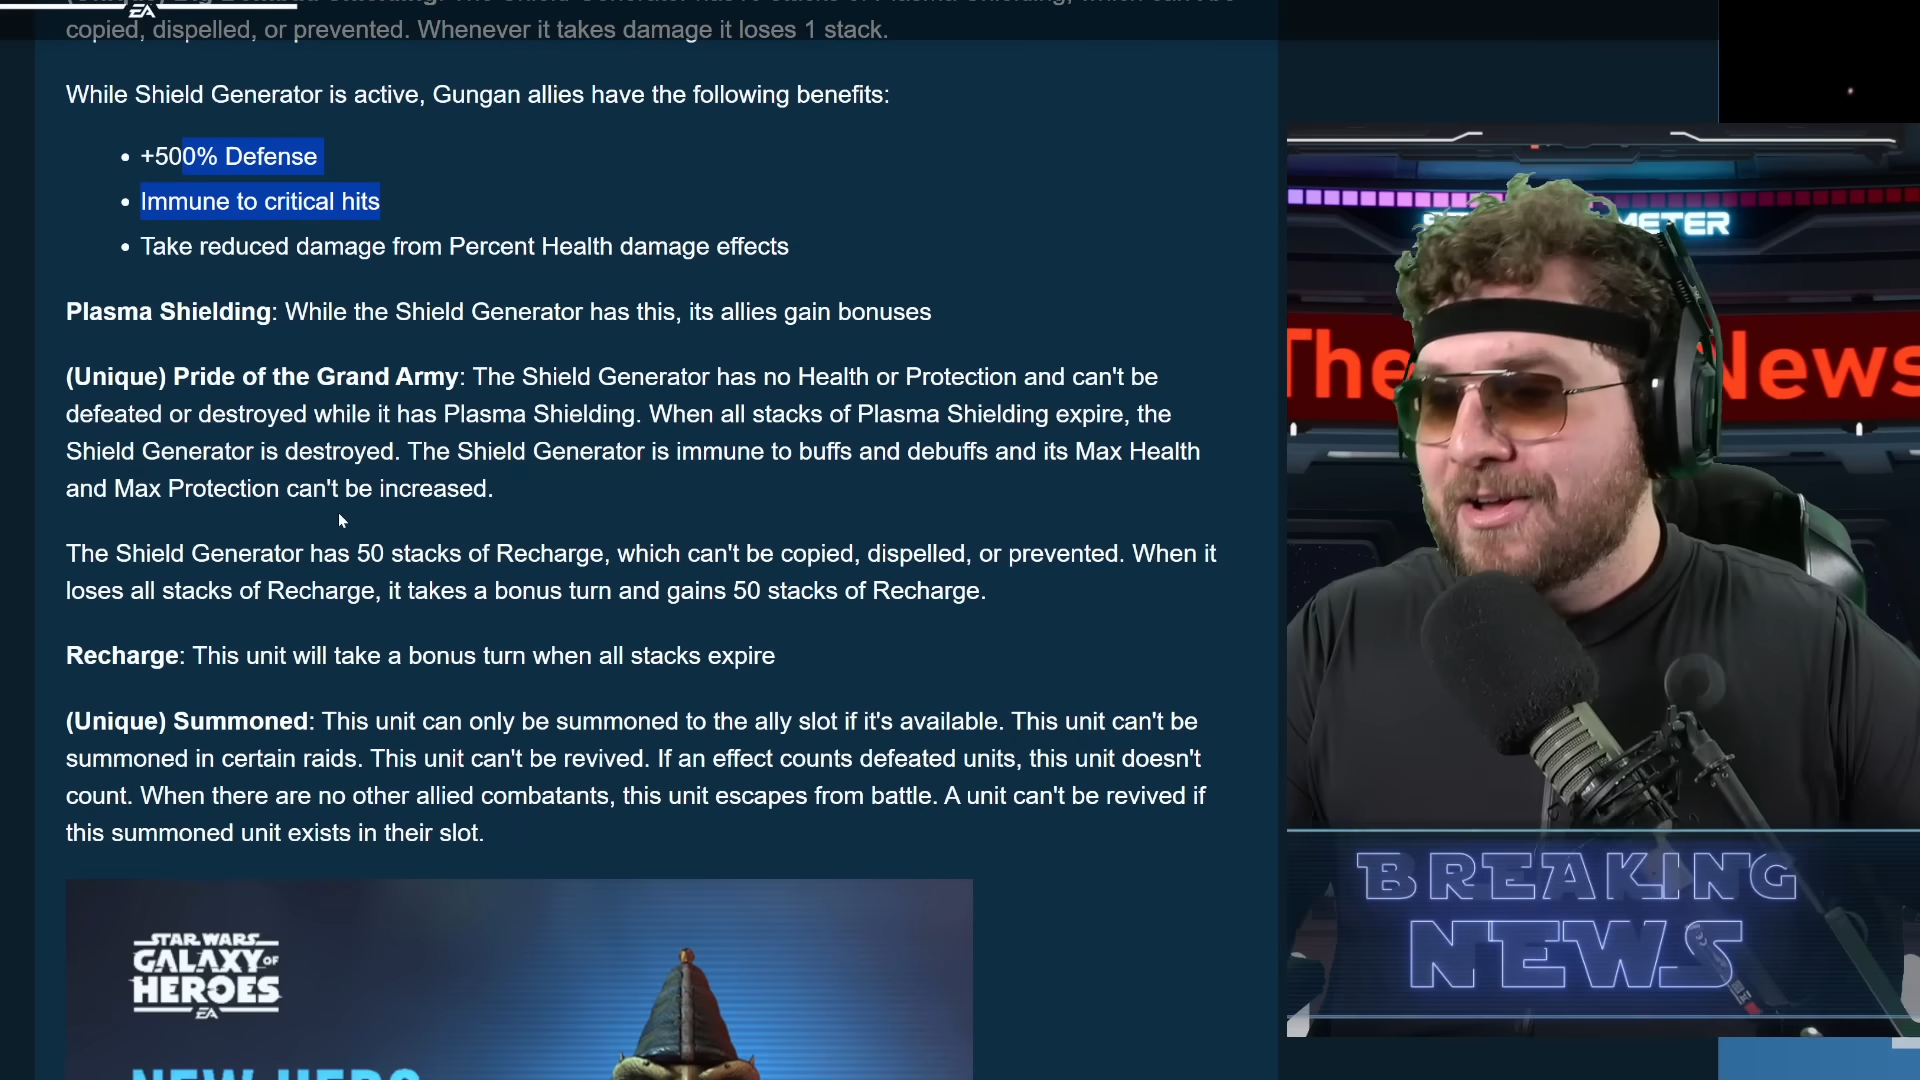 EA
copied, dispelled, or prevented. Whenever it takes damage it loses 1 stack.
While Shield Generator is active, Gungan allies have the following benefits:
• +500% Defense
• Immune to critical hits
• Take reduced damage from Percent Health damage effects
Plasma Shielding: While the Shield Generator has this, its allies gain bonuses
(Unique) Pride of the Grand Army: The Shield Generator has no Health or Protection and can't be
defeated or destroyed while it has Plasma Shielding. When all stacks of Plasma Shielding expire, the
Shield Generator is destroyed. The Shield Generator is immune to buffs and debuffs and its Max Health
and Max Protection can't be increased.
The Shield Generator has 50 stacks of Recharge, which can't be copied, dispelled, or prevented. When it
loses all stacks of Recharge, it takes a bonus turn and gains 50 stacks of Recharge.
Recharge: This unit will take a bonus turn when all stacks expire
(Unique) Summoned: This unit can only be summoned to the ally slot if it's available. This unit can't be
summoned in certain raids. This unit can't be revived. If an effect counts defeated units, this unit doesn't
count. When there are no other allied combatants, this unit escapes from battle. A unit can't be revived if
this summoned unit exists in their slot.
STAR WARS
GALAXY OF
HEROES
EA
NEW HERO
METER
The News
BREAKING
NEWS